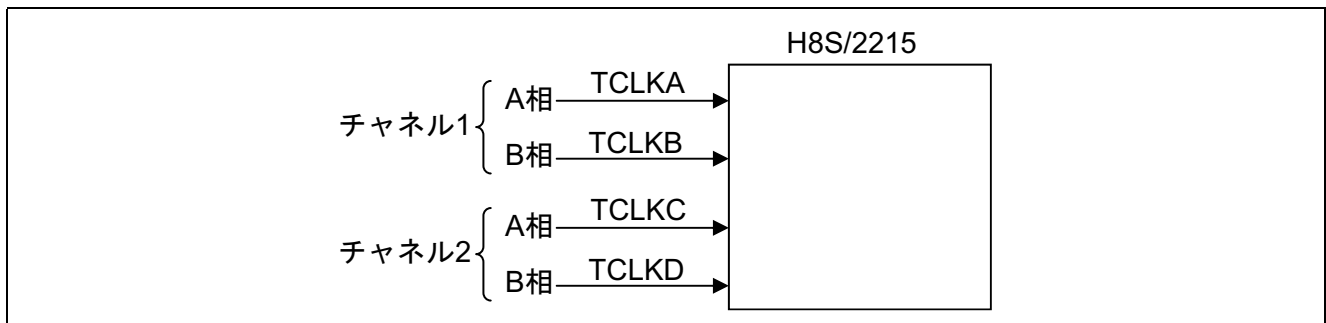 H8S/2215
チャネル1
A相 TCLKA
B相 TCLKB
チャネル2
A相 TCLKC
B相 TCLKD